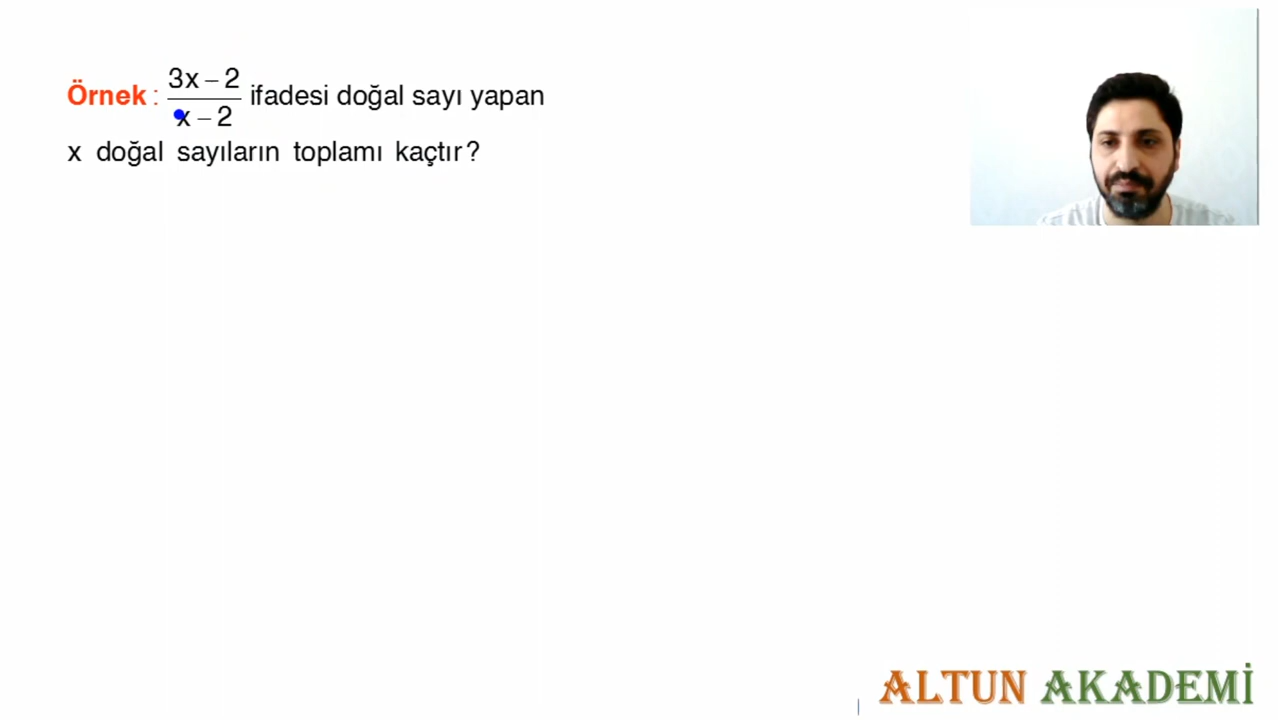 Örnek : 3x – 2 / x – 2 ifadesi doğal sayı yapan
x doğal sayıların toplamı kaçtır ?
ALTUN AKADEMİ